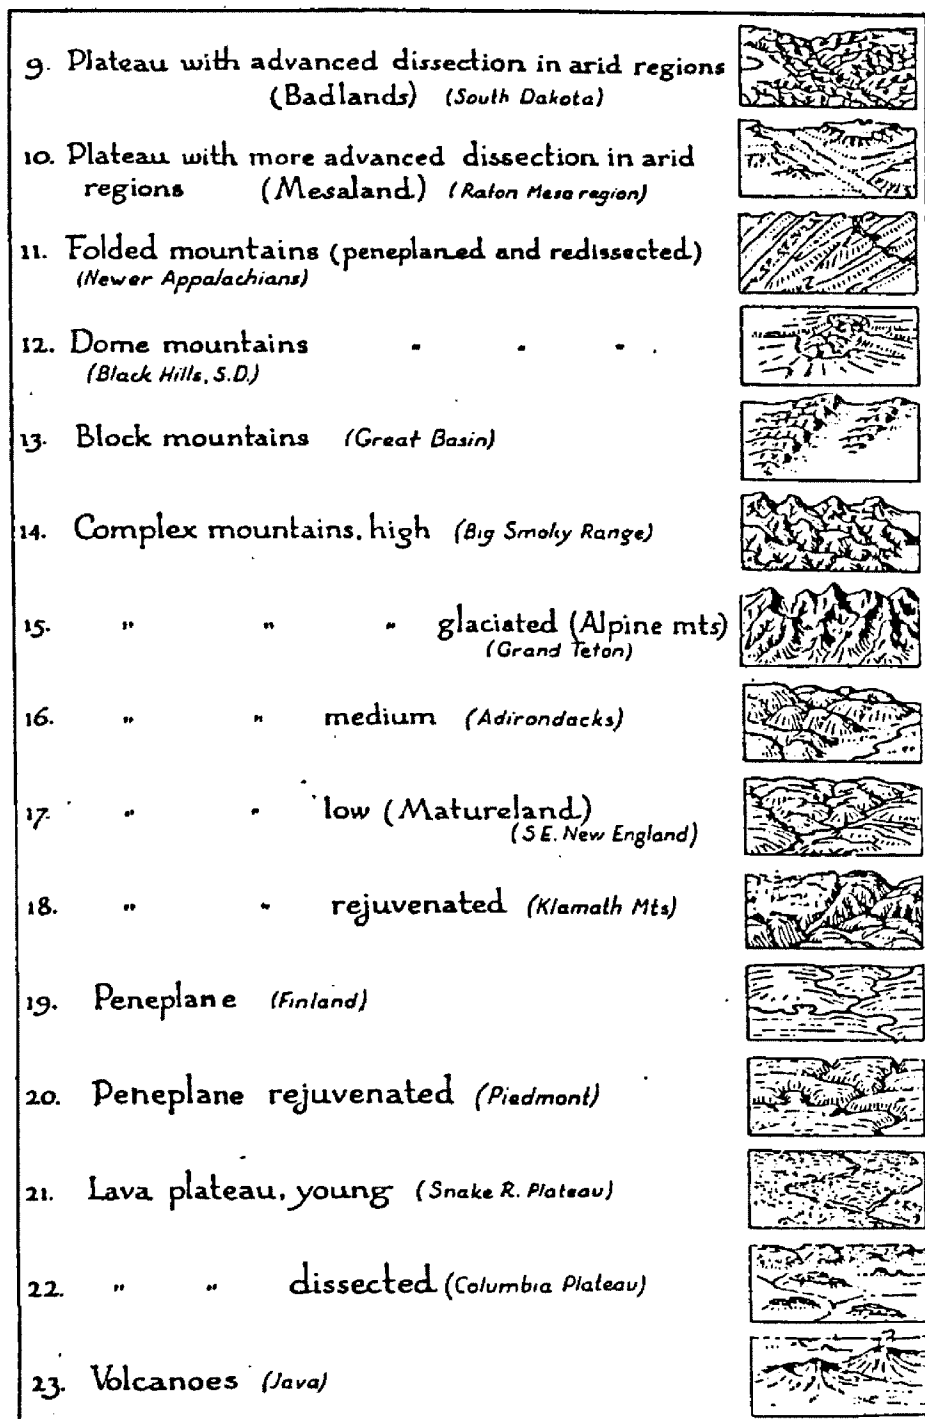 9. Plateau with advanced dissection in arid regions
(Badlands) (South Dakota)
10. Plateau with more advanced dissection in arid
regions (Mesaland) (Raton Mesa region)
11. Folded mountains (peneplaned and redissected)
(Newer Appalachians)
12. Dome mountains " " " .
(Black Hills, S.D.)
13. Block mountains (Great Basin)
14. Complex mountains, high (Big Smoky Range)
15. " " " glaciated (Alpine mts)
(Grand Teton)
16. " " medium (Adirondacks)
17. " " low (Matureland)
(S E. New England)
18. " " rejuvenated (Klamath Mts)
19. Peneplane (Finland)
20. Peneplane rejuvenated (Piedmont)
21. Lava plateau, young (Snake R. Plateau)
22. " " dissected (Columbia Plateau)
23. Volcanoes (Java)